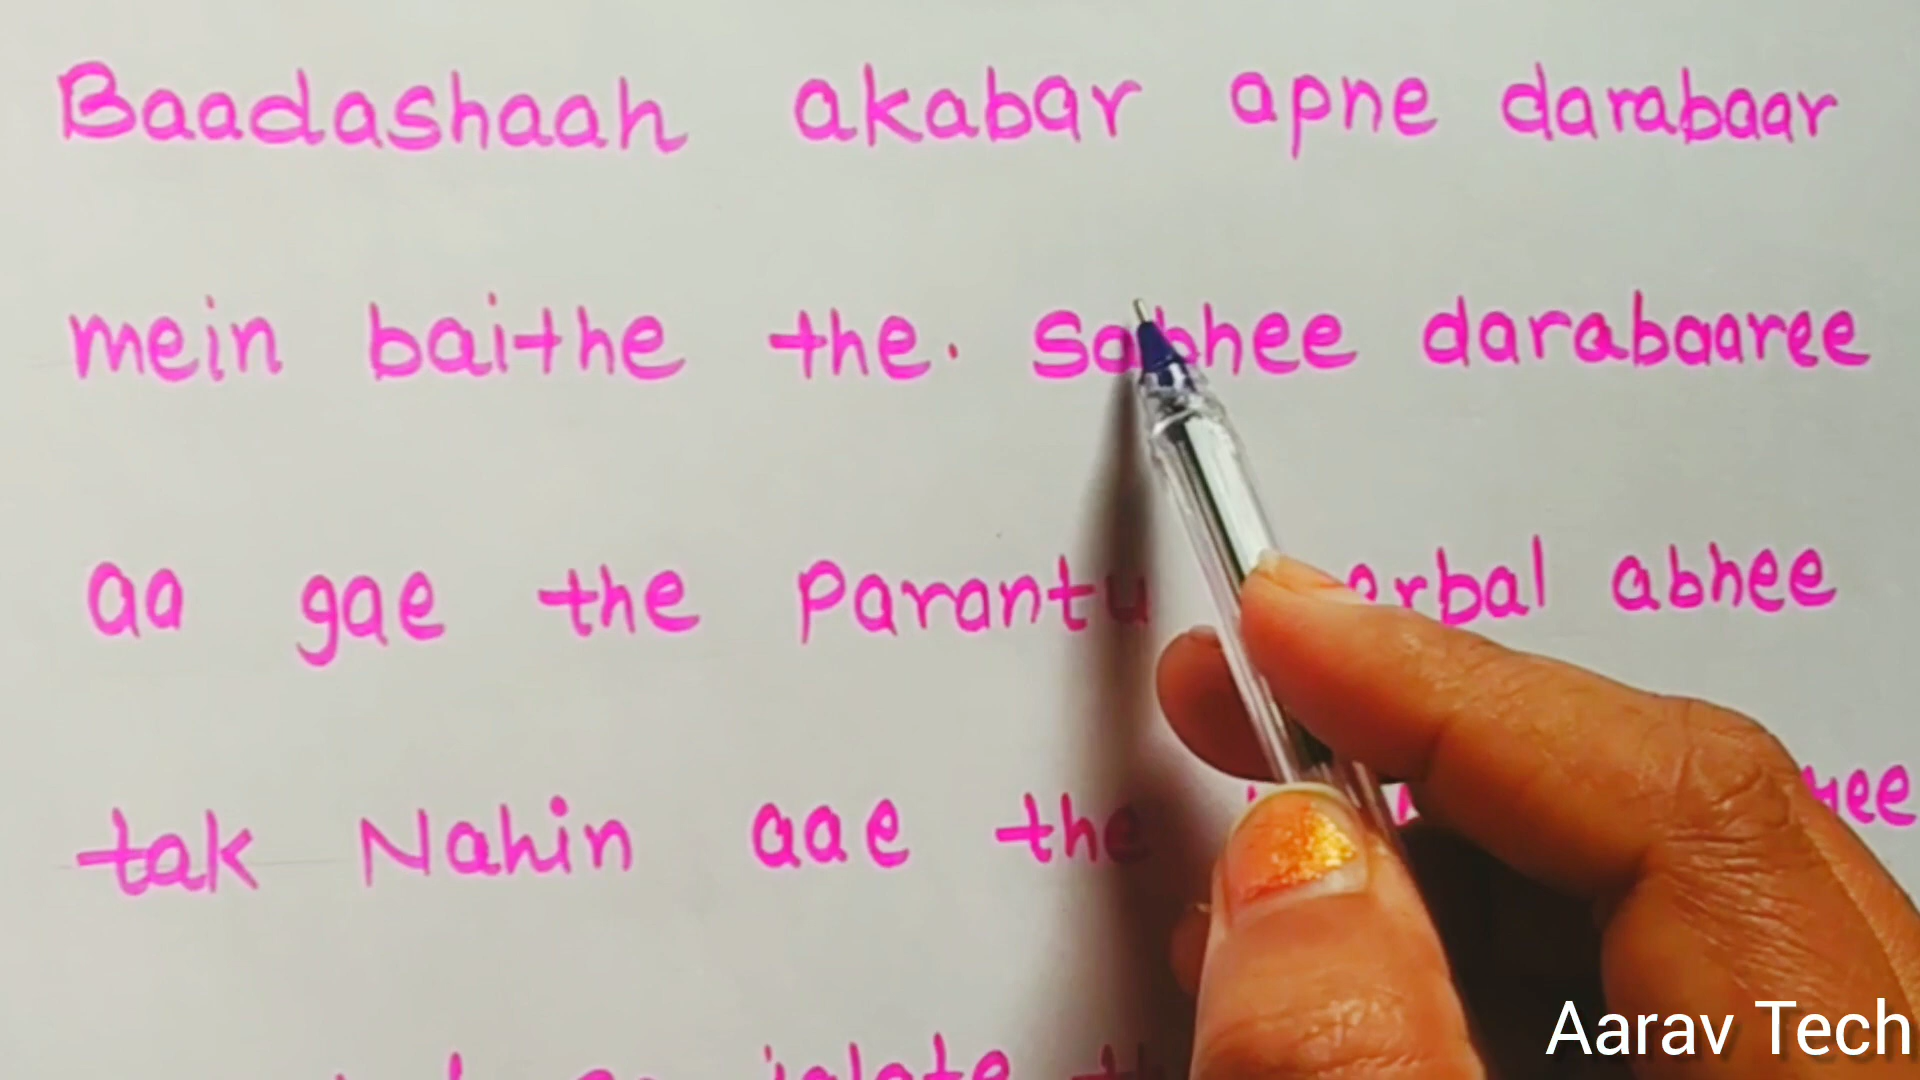 Baadashaah akabar apne darabaar
mein baithe the. Sabhee darabaaree
aa gae the Parantu abhee
tak Nahin aae the
jalate
Aarav Tech